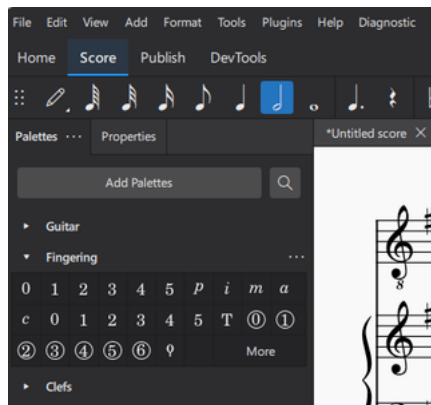 File Edit View Add Format Tools Plugins Help Diagnostic
Home Score Publish DevTools
Palettes ··· Properties
*Untitled score ×
Add Palettes
Guitar
Fingering ···
0 1 2 3 4 5 p i m a
c 0 1 2 3 4 5 T ⓪ ①
② ③ ④ ⑤ ⑥ More
Clefs
8